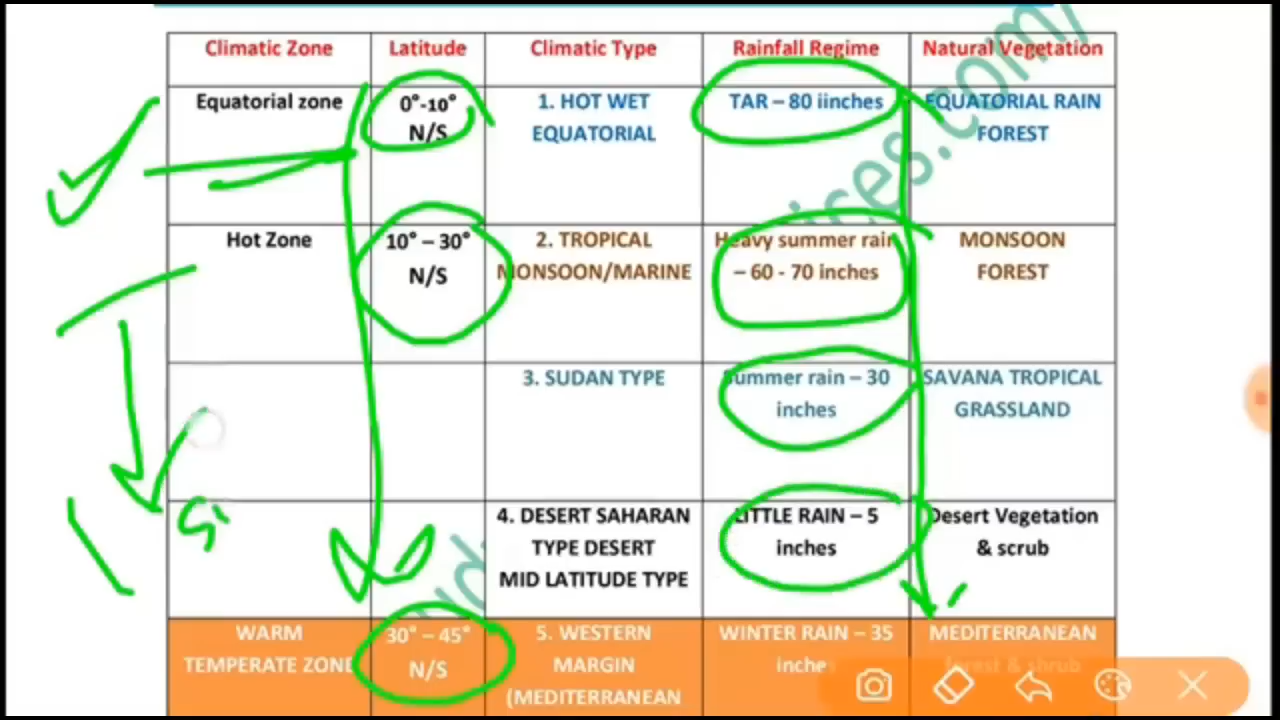 Climatic Zone Latitude Climatic Type Rainfall Regime Natural Vegetation
Equatorial zone 0°-10° 1. HOT WET TAR – 80 iinches EQUATORIAL RAIN
N/S EQUATORIAL FOREST
Hot Zone 10° – 30° 2. TROPICAL Heavy summer rain MONSOON
N/S MONSOON/MARINE – 60 - 70 inches FOREST
3. SUDAN TYPE Summer rain – 30 SAVANA TROPICAL
inches GRASSLAND
4. DESERT SAHARAN LITTLE RAIN – 5 Desert Vegetation
TYPE DESERT inches & scrub
MID LATITUDE TYPE
WARM 30° – 45° 5. WESTERN WINTER RAIN – 35 MEDITERRANEAN
TEMPERATE ZONE N/S MARGIN inches forest & shrub
(MEDITERRANEAN